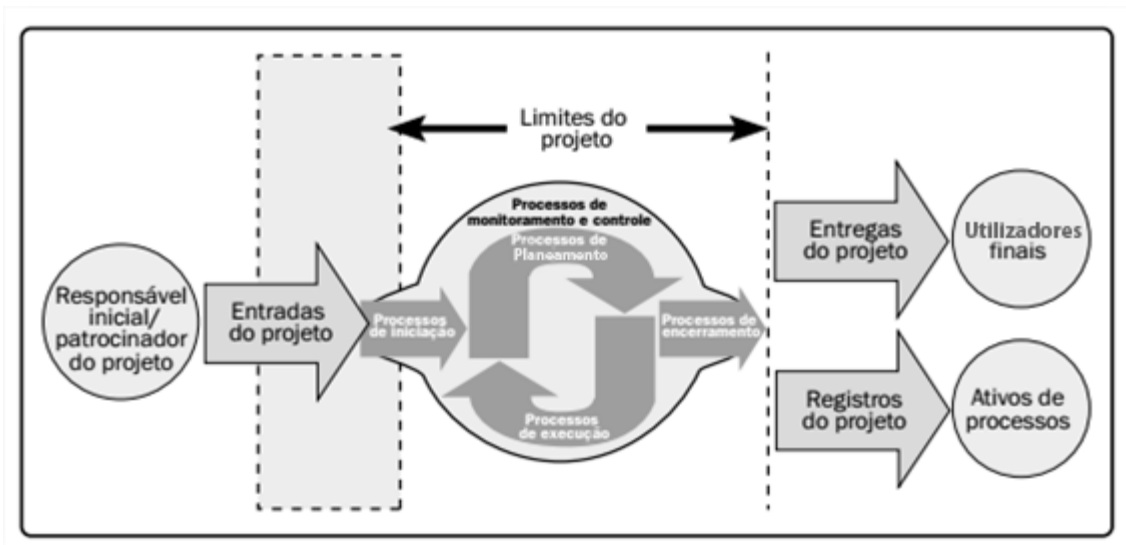 Limites do
projeto
Processos de
monitoramento e controle
Processos de
Planeamento
Responsável
inicial/
patrocinador
do projeto
Entradas
do projeto
Processos
de iniciação
Processos de
encerramento
Processos
de execução
Entregas
do projeto
Utilizadores
finais
Registros
do projeto
Ativos de
processos